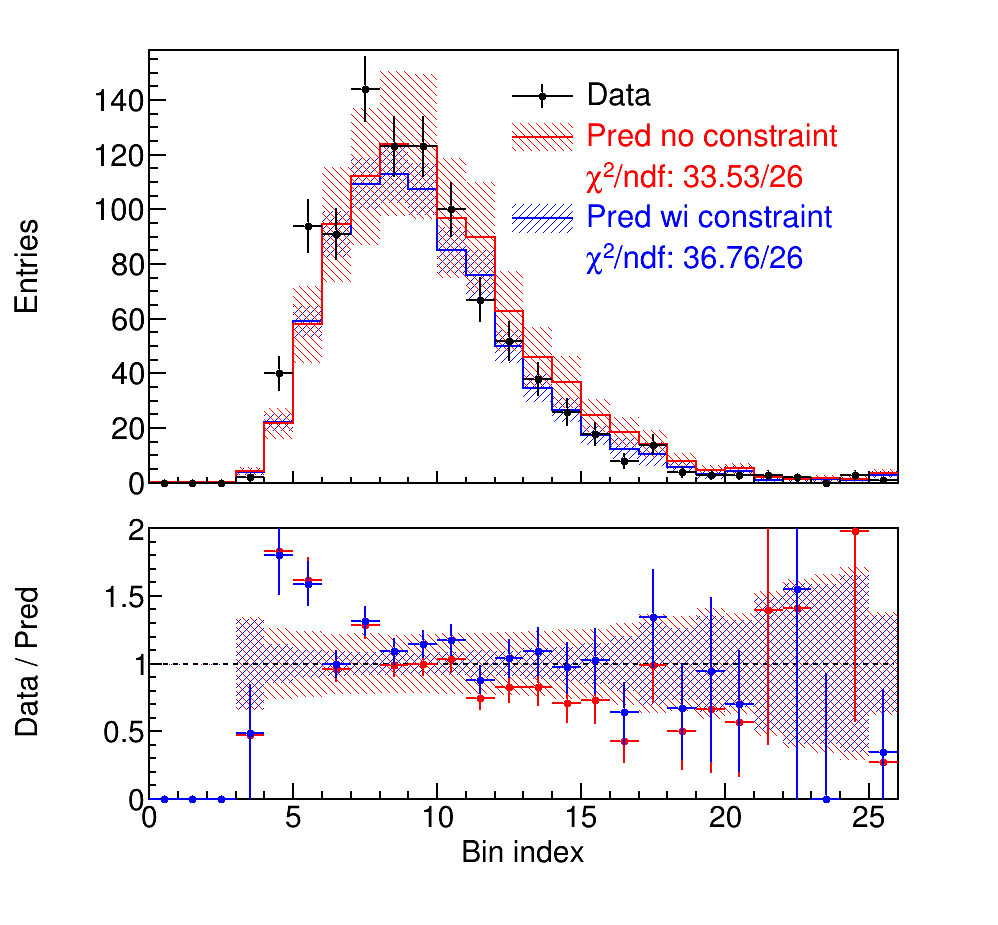 Entries
140
120
100
80
60
40
20
0
Data
Pred no constraint
χ²/ndf: 33.53/26
Pred wi constraint
χ²/ndf: 36.76/26
Data / Pred
2
1.5
1
0.5
0
0 5 10 15 20 25
Bin index